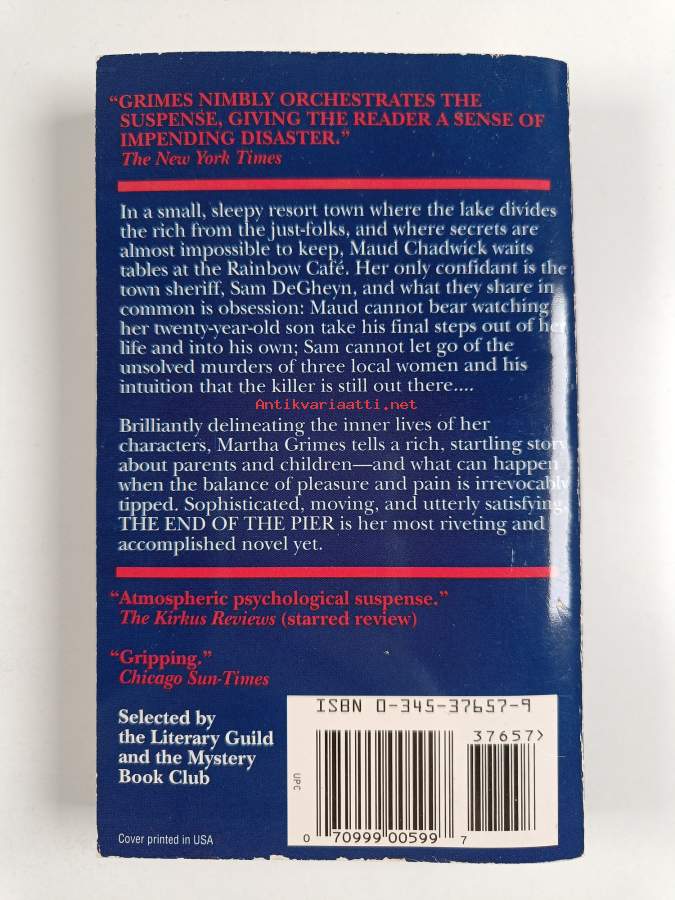 “GRIMES NIMBLY ORCHESTRATES THE
SUSPENSE, GIVING THE READER A SENSE OF
IMPENDING DISASTER.”
The New York Times
In a small, sleepy resort town where the lake divides
the rich from the just-folks, and where secrets are
almost impossible to keep, Maud Chadwick waits
tables at the Rainbow Café. Her only confidant is the
town sheriff, Sam DeGheyn, and what they share in
common is obsession: Maud cannot bear watching
her twenty-year-old son take his final steps out of her
life and into his own; Sam cannot let go of the
unsolved murders of three local women and his
intuition that the killer is still out there....
Antikvariaatti.net
Brilliantly delineating the inner lives of her
characters, Martha Grimes tells a rich, startling story
about parents and children—and what can happen
when the balance of pleasure and pain is irrevocably
tipped. Sophisticated, moving, and utterly satisfying,
THE END OF THE PIER is her most riveting and
accomplished novel yet.
“Atmospheric psychological suspense.”
The Kirkus Reviews (starred review)
“Gripping.”
Chicago Sun-Times
Selected by
the Literary Guild
and the Mystery
Book Club
Cover printed in USA
ISBN 0-345-37657-9
37657>
UPC
0 70999 00599 7